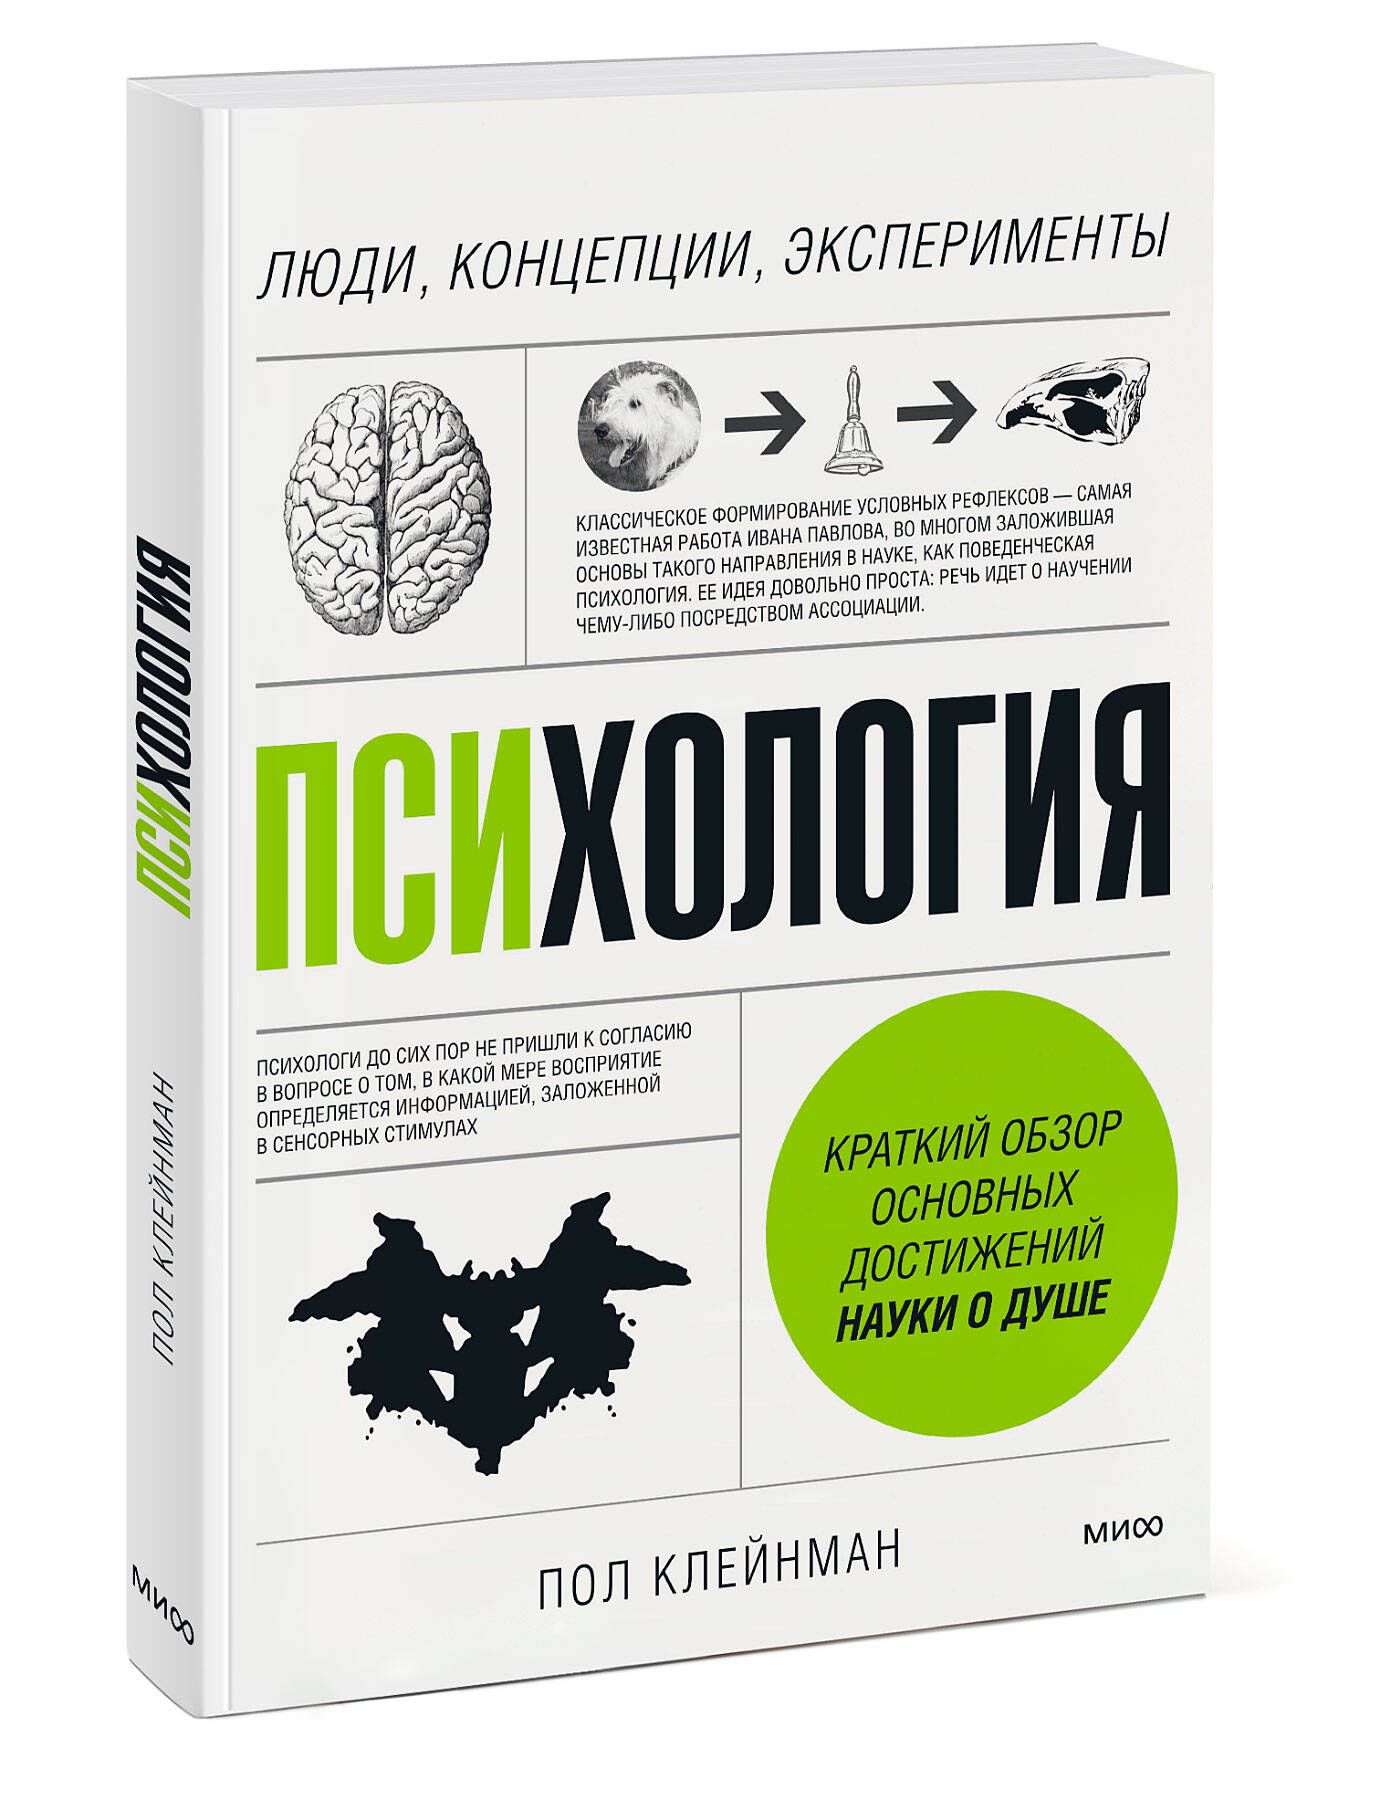 ЛЮДИ, КОНЦЕПЦИИ, ЭКСПЕРИМЕНТЫ
КЛАССИЧЕСКОЕ ФОРМИРОВАНИЕ УСЛОВНЫХ РЕФЛЕКСОВ — САМАЯ
ИЗВЕСТНАЯ РАБОТА ИВАНА ПАВЛОВА, ВО МНОГОМ ЗАЛОЖИВШАЯ
ОСНОВЫ ТАКОГО НАПРАВЛЕНИЯ В НАУКЕ, КАК ПОВЕДЕНЧЕСКАЯ
ПСИХОЛОГИЯ. ЕЕ ИДЕЯ ДОВОЛЬНО ПРОСТА: РЕЧЬ ИДЕТ О НАУЧЕНИИ
ЧЕМУ-ЛИБО ПОСРЕДСТВОМ АССОЦИАЦИИ.
ПСИХОЛОГИЯ
ПСИХОЛОГИ ДО СИХ ПОР НЕ ПРИШЛИ К СОГЛАСИЮ
В ВОПРОСЕ О ТОМ, В КАКОЙ МЕРЕ ВОСПРИЯТИЕ
ОПРЕДЕЛЯЕТСЯ ИНФОРМАЦИЕЙ, ЗАЛОЖЕННОЙ
В СЕНСОРНЫХ СТИМУЛАХ
КРАТКИЙ ОБЗОР
ОСНОВНЫХ
ДОСТИЖЕНИЙ
НАУКИ О ДУШЕ
ПОЛ КЛЕЙНМАН
МИФ
ПОЛ КЛЕЙНМАН ПСИХОЛОГИЯ
МИФ